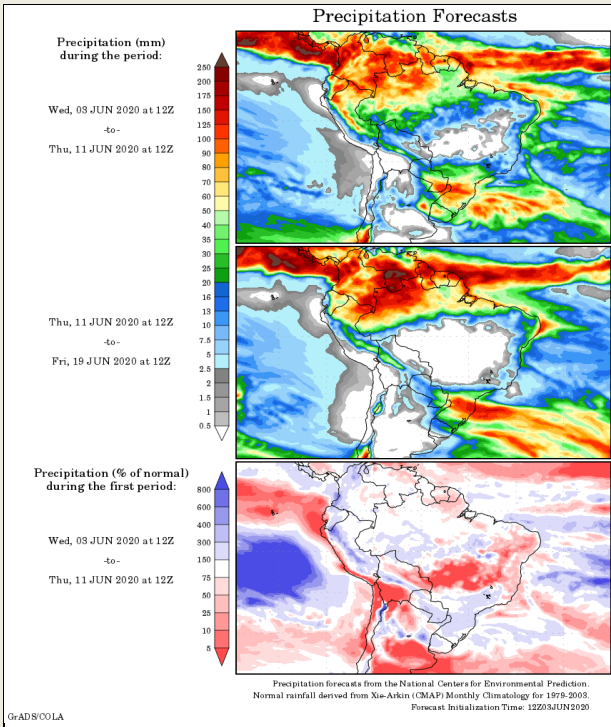 Precipitation Forecasts
Precipitation (mm)
during the period:
Wed, 03 JUN 2020 at 12Z
-to-
Thu, 11 JUN 2020 at 12Z
250
200
175
150
125
100
90
80
70
60
50
40
35
30
25
20
16
13
10
7.5
5
2.5
2
1.5
1
0.5
Thu, 11 JUN 2020 at 12Z
-to-
Fri, 19 JUN 2020 at 12Z
Precipitation (% of normal)
during the first period:
Wed, 03 JUN 2020 at 12Z
-to-
Thu, 11 JUN 2020 at 12Z
800
600
400
300
150
75
50
25
10
5
Precipitation forecasts from the National Centers for Environmental Prediction.
Normal rainfall derived from Xie-Arkin (CMAP) Monthly Climatology for 1979-2003.
Forecast Initialization Time: 12Z03JUN2020
GrADS/COLA